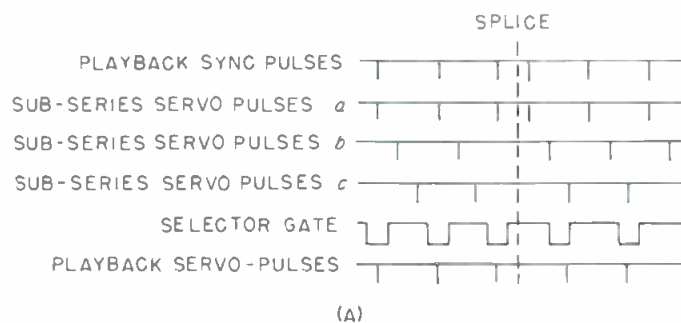 SPLICE
PLAYBACK SYNC PULSES
SUB-SERIES SERVO PULSES a
SUB-SERIES SERVO PULSES b
SUB-SERIES SERVO PULSES c
SELECTOR GATE
PLAYBACK SERVO-PULSES
(A)